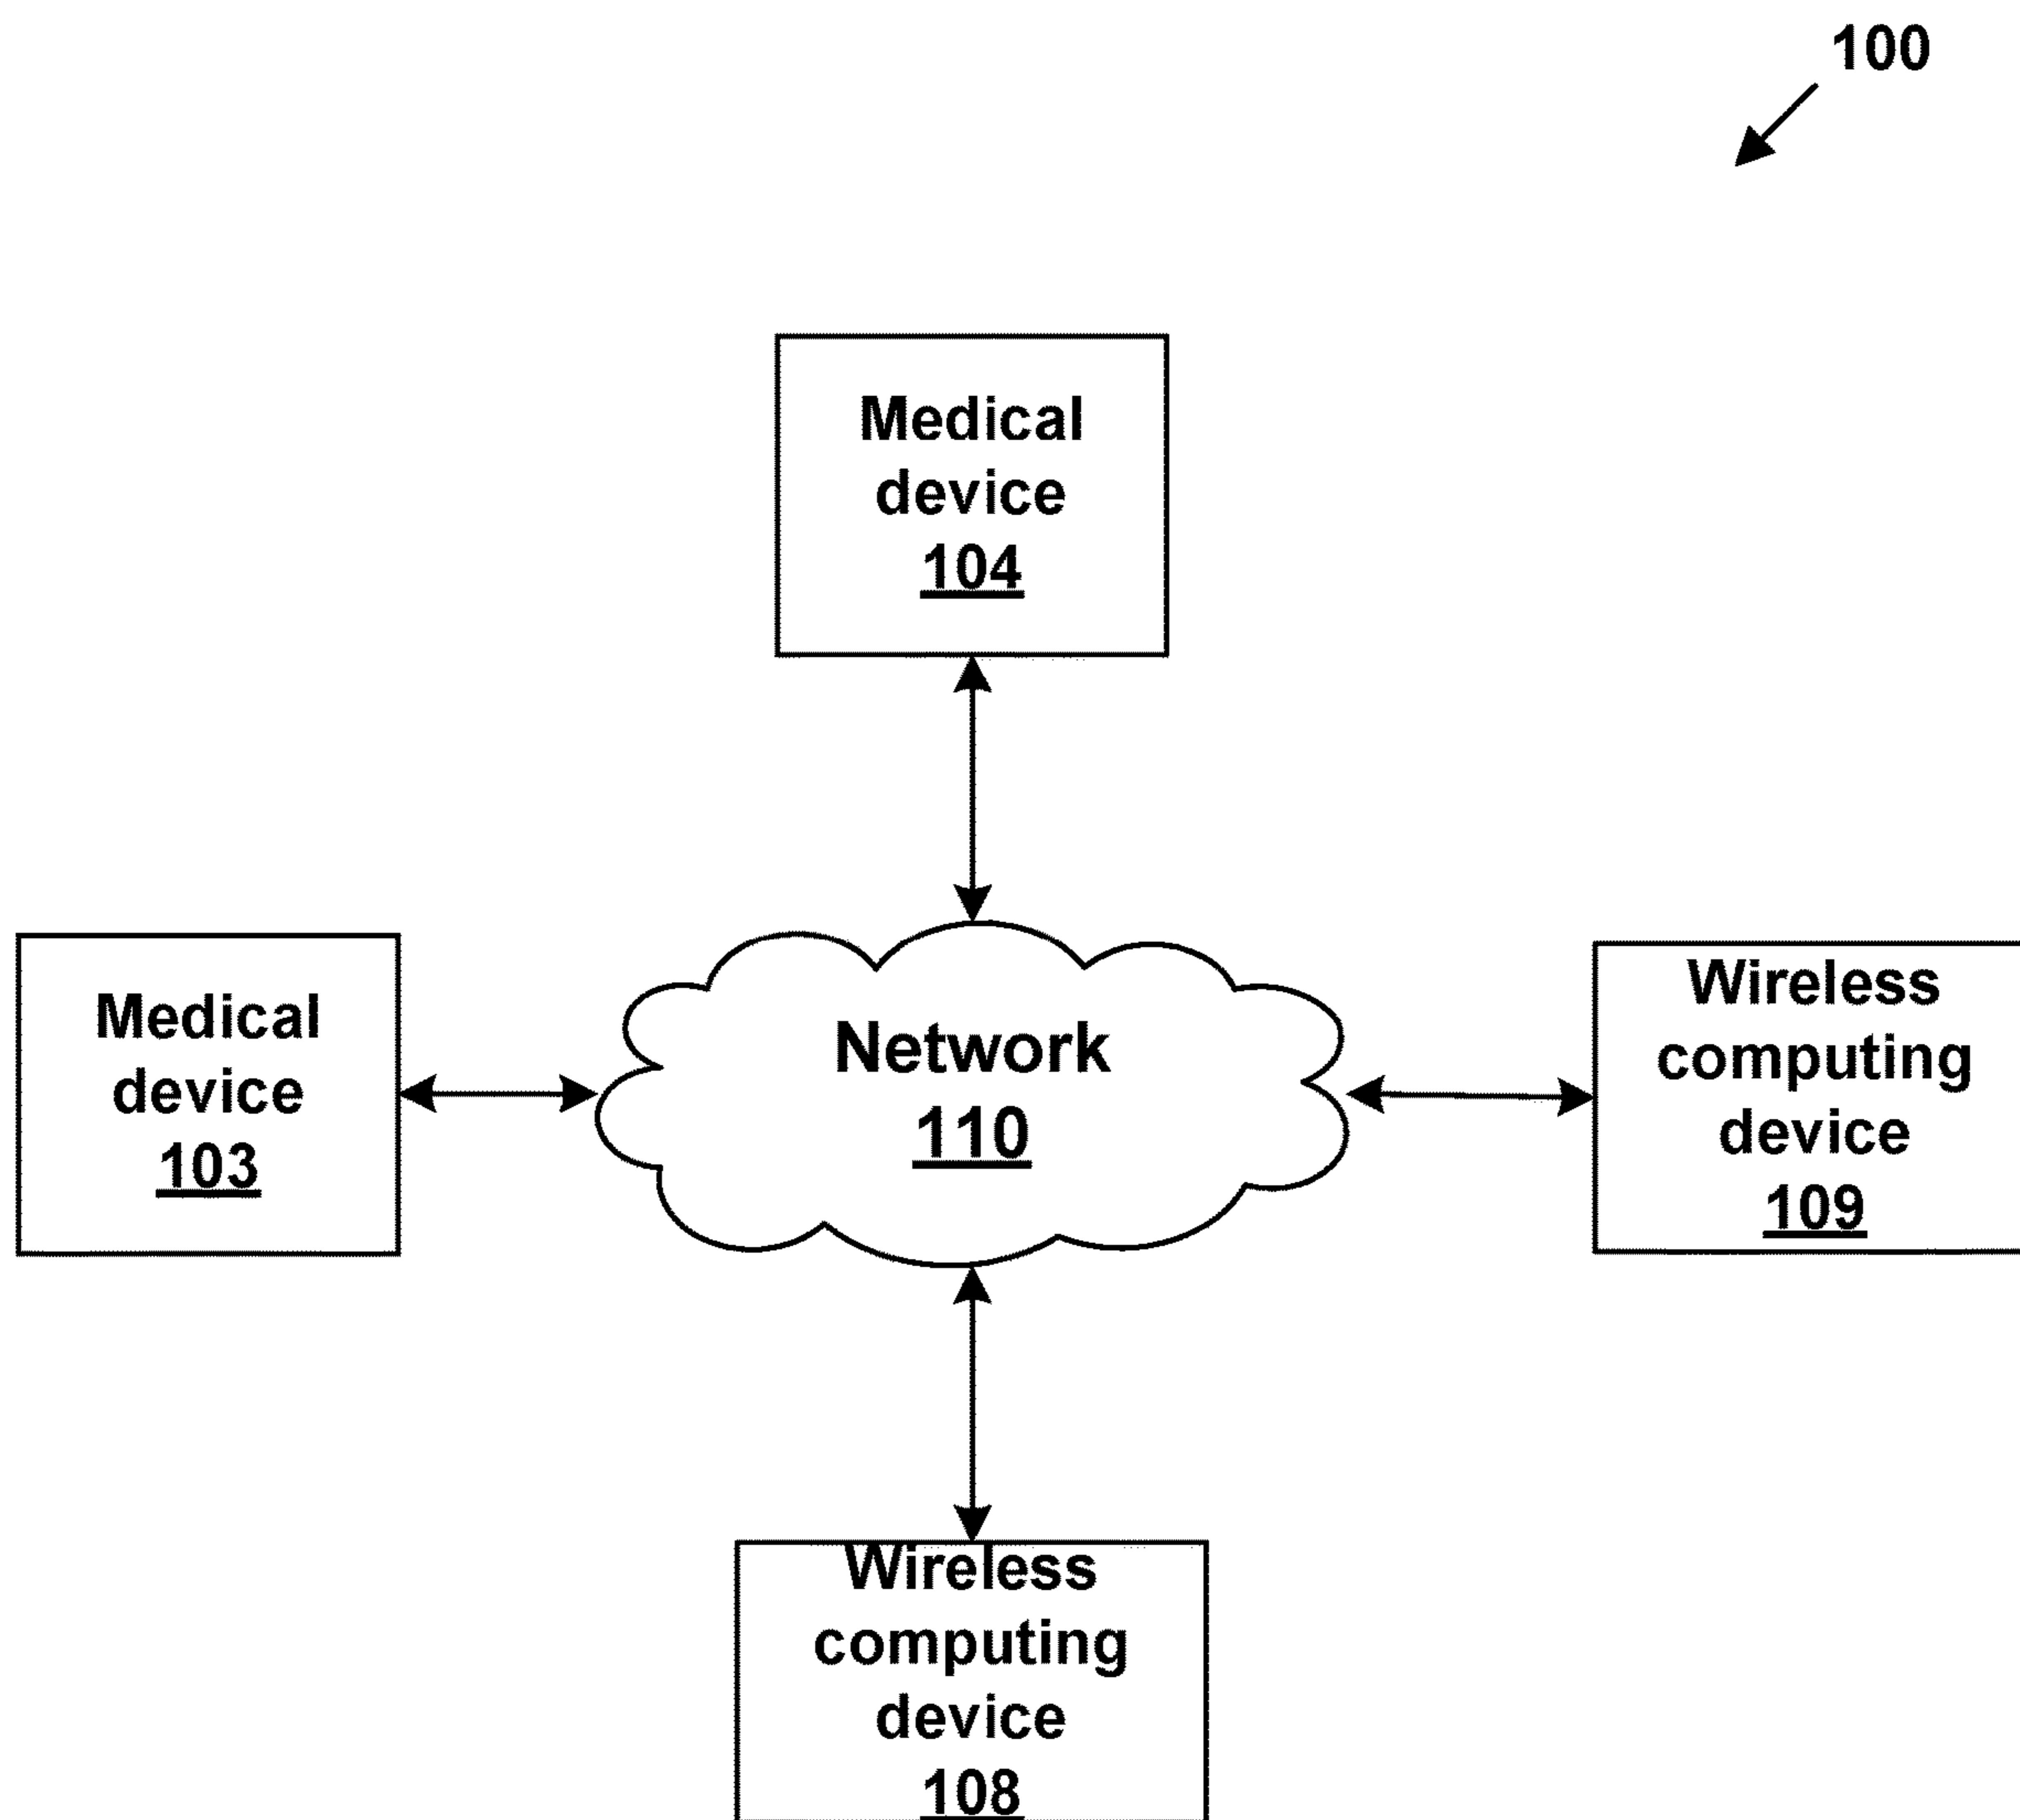 100
Medical
device
104
Medical
device
103
Network
110
Wireless
computing
device
109
Wireless
computing
device
108